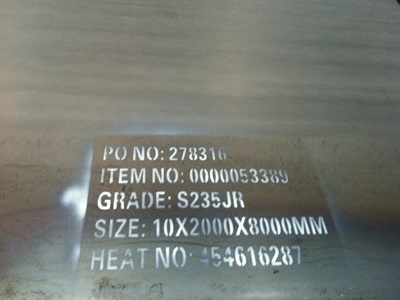 PO NO: 278316
ITEM NO: 0000053389
GRADE: S235JR
SIZE: 10X2000X8000MM
HEAT NO: 454616287